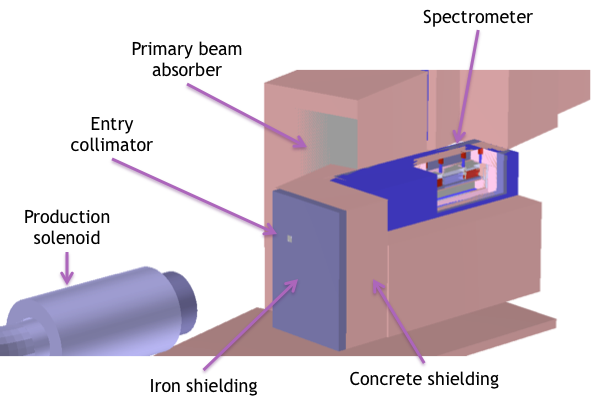 Spectrometer
Primary beam
absorber
Entry
collimator
Production
solenoid
Iron shielding
Concrete shielding